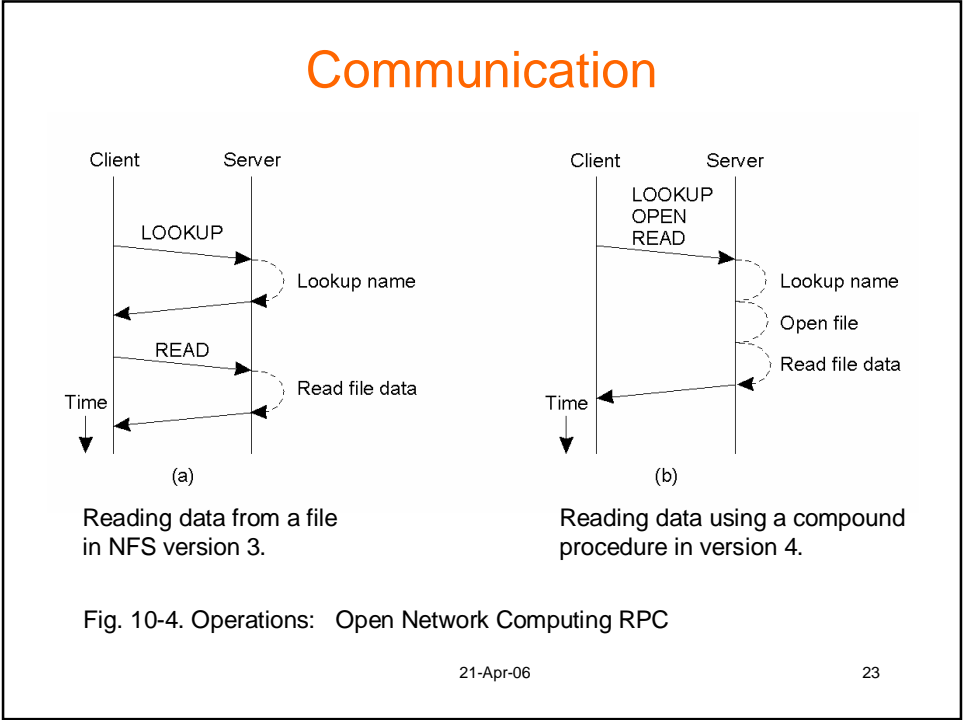 Communication
Client
Server
LOOKUP
Lookup name
READ
Read file data
Time
(a)
Client
Server
LOOKUP
OPEN
READ
Lookup name
Open file
Read file data
Time
(b)
Reading data from a file
in NFS version 3.
Reading data using a compound
procedure in version 4.
Fig. 10-4. Operations: Open Network Computing RPC
21-Apr-06
23